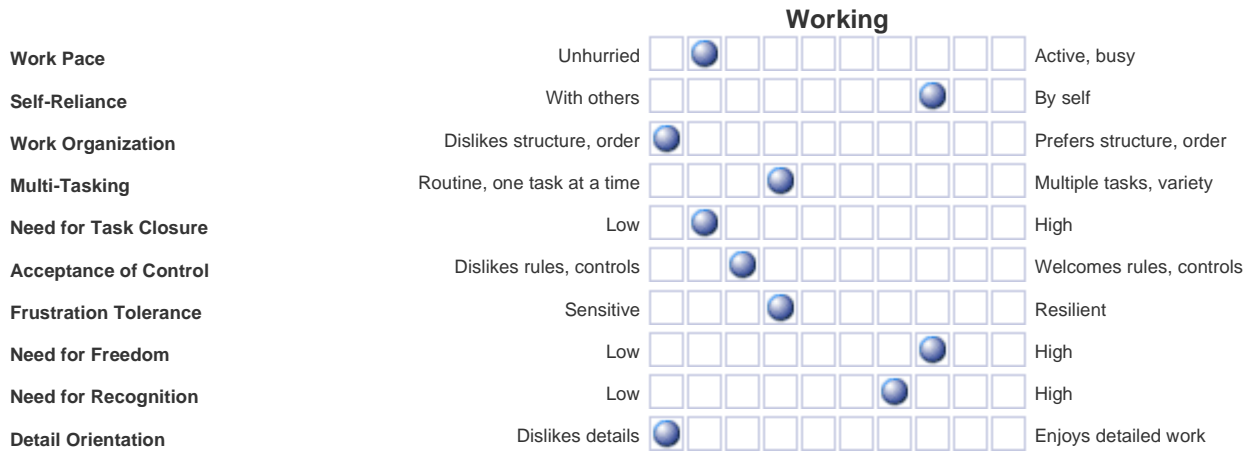 Working
Work Pace Unhurried Active, busy
Self-Reliance With others By self
Work Organization Dislikes structure, order Prefers structure, order
Multi-Tasking Routine, one task at a time Multiple tasks, variety
Need for Task Closure Low High
Acceptance of Control Dislikes rules, controls Welcomes rules, controls
Frustration Tolerance Sensitive Resilient
Need for Freedom Low High
Need for Recognition Low High
Detail Orientation Dislikes details Enjoys detailed work